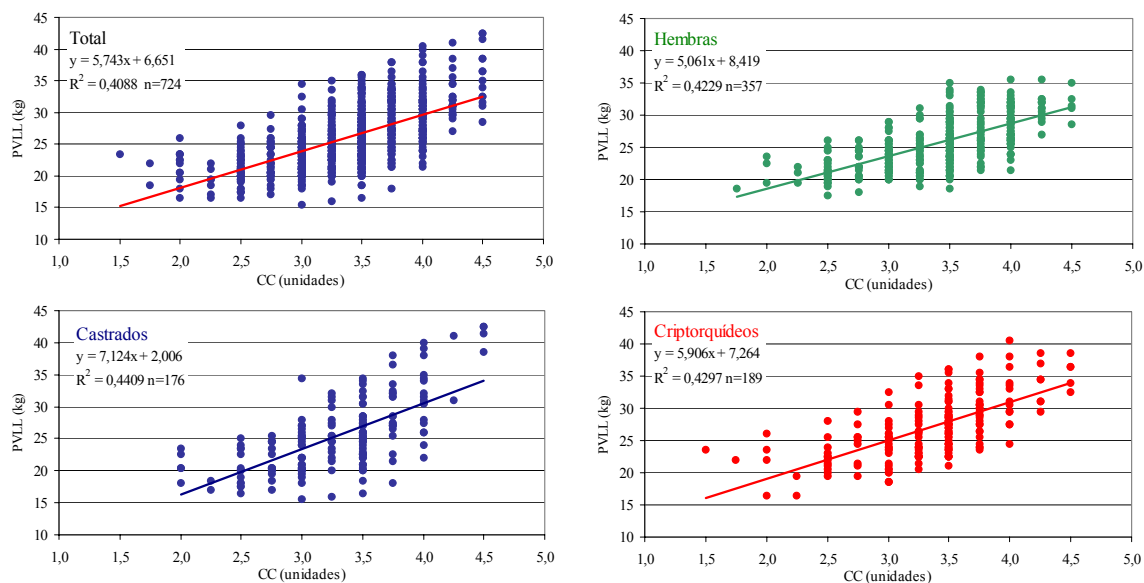 Total
y = 5,743x + 6,651
R² = 0,4088 n=724
PVLL (kg)
45
40
35
30
25
20
15
10
1,0 1,5 2,0 2,5 3,0 3,5 4,0 4,5 5,0
CC (unidades)
Hembras
y = 5,061x + 8,419
R² = 0,4229 n=357
PVLL (kg)
45
40
35
30
25
20
15
10
1,0 1,5 2,0 2,5 3,0 3,5 4,0 4,5 5,0
CC (unidades)
Castrados
y = 7,124x + 2,006
R² = 0,4409 n=176
PVLL (kg)
45
40
35
30
25
20
15
10
1,0 1,5 2,0 2,5 3,0 3,5 4,0 4,5 5,0
CC (unidades)
Criptorquídeos
y = 5,906x + 7,264
R² = 0,4297 n=189
PVLL (kg)
45
40
35
30
25
20
15
10
1,0 1,5 2,0 2,5 3,0 3,5 4,0 4,5 5,0
CC (unidades)